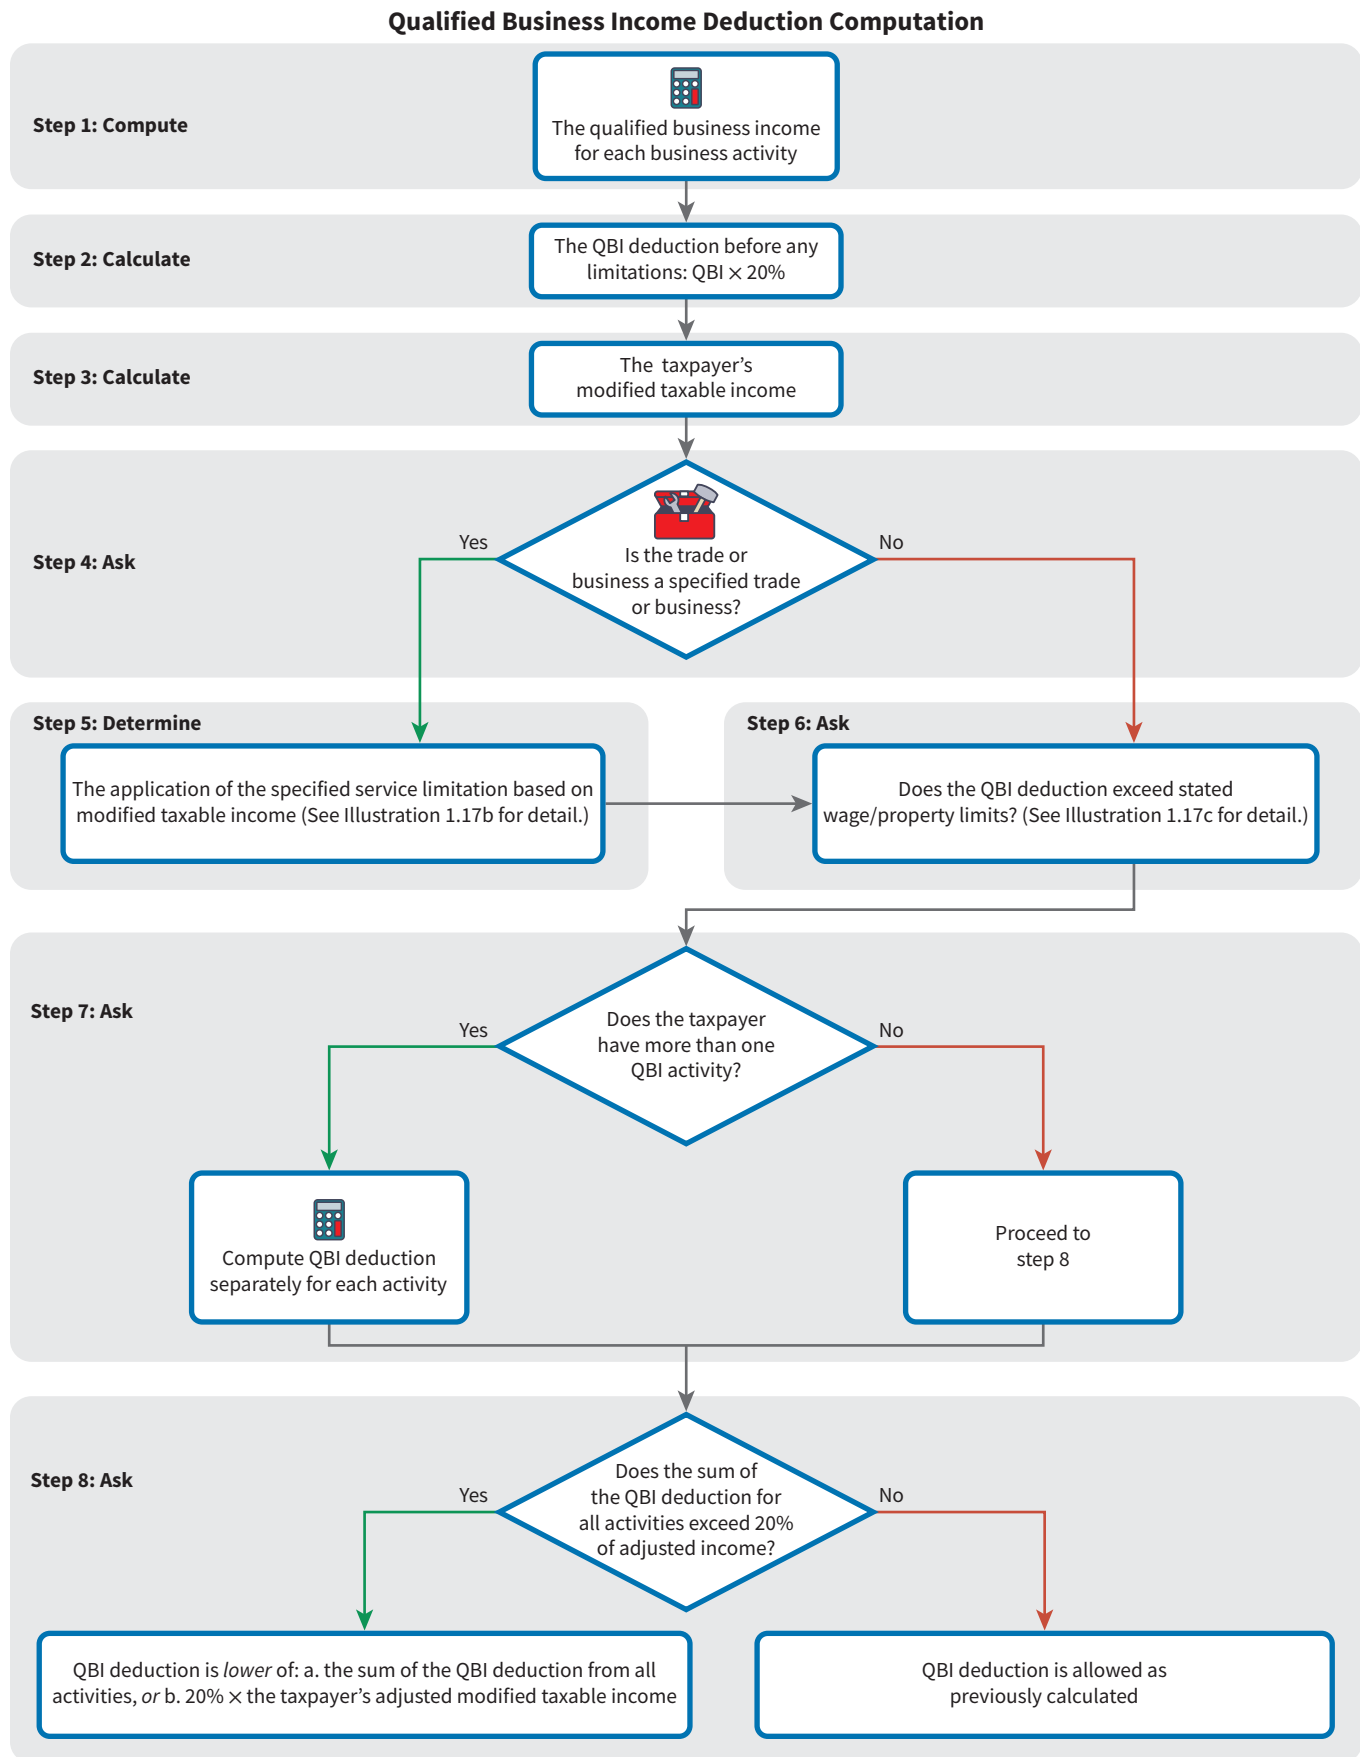 Qualified Business Income Deduction Computation
Step 1: Compute
The qualified business income
for each business activity
Step 2: Calculate
The QBI deduction before any
limitations: QBI × 20%
Step 3: Calculate
The taxpayer’s
modified taxable income
Step 4: Ask
Yes
No
Is the trade or
business a specified trade
or business?
Step 5: Determine
The application of the specified service limitation based on
modified taxable income (See Illustration 1.17b for detail.)
Step 6: Ask
Does the QBI deduction exceed stated
wage/property limits? (See Illustration 1.17c for detail.)
Step 7: Ask
Yes
No
Does the taxpayer
have more than one
QBI activity?
Compute QBI deduction
separately for each activity
Proceed to
step 8
Step 8: Ask
Yes
No
Does the sum of
the QBI deduction for
all activities exceed 20%
of adjusted income?
QBI deduction is lower of: a. the sum of the QBI deduction from all
activities, or b. 20% × the taxpayer’s adjusted modified taxable income
QBI deduction is allowed as
previously calculated